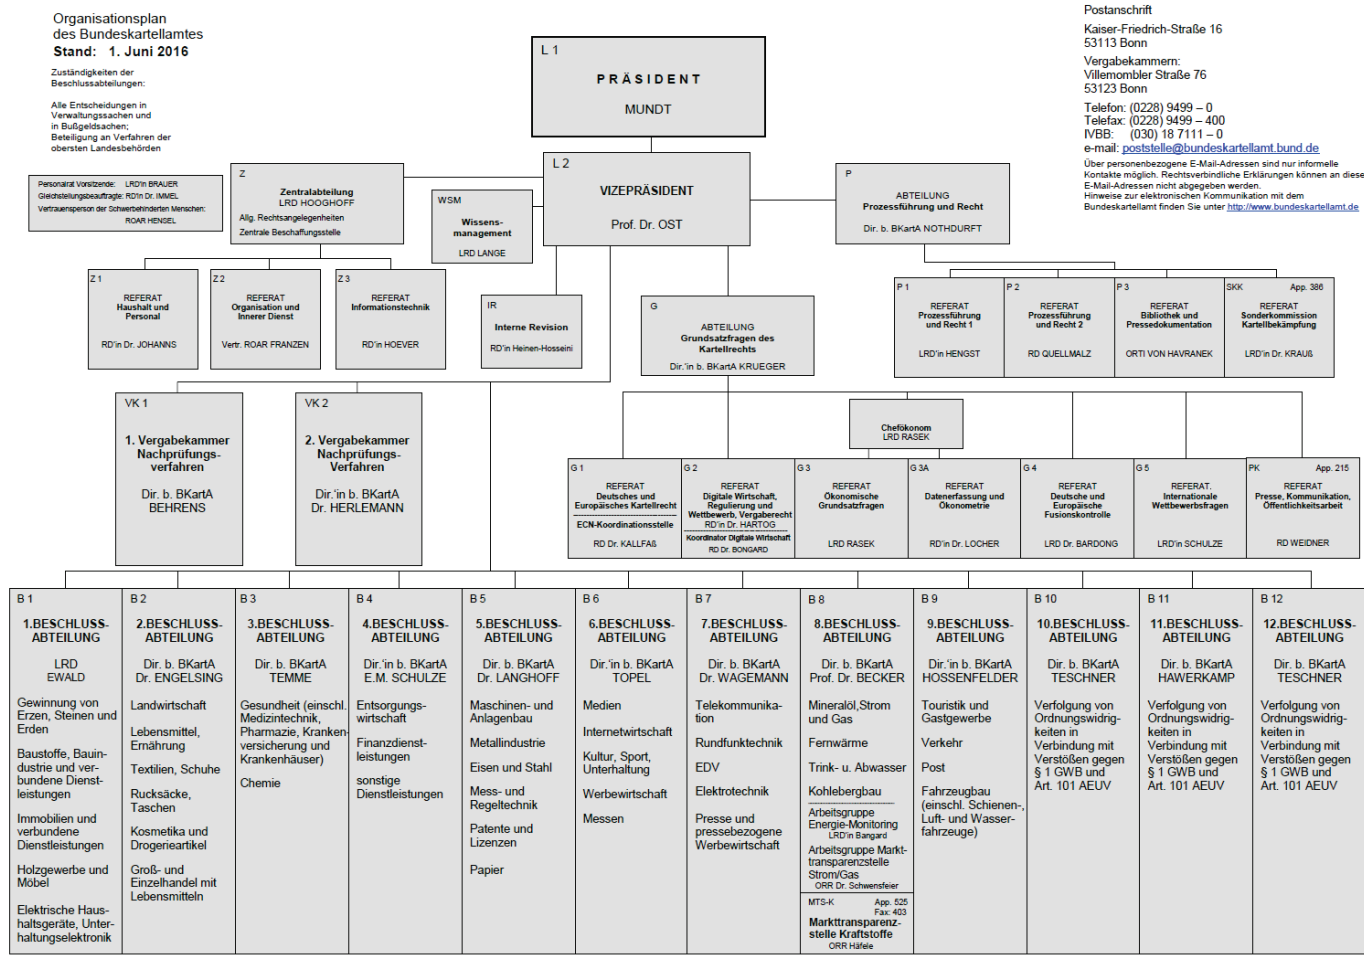 Organisationsplan
des Bundeskartellamtes
Stand: 1. Juni 2016
Zuständigkeiten der
Beschlussabteilungen:
Alle Entscheidungen in
Verwaltungssachen und
in Bußgeldsachen;
Beteiligung an Verfahren der
obersten Landesbehörden
Postanschrift
Kaiser-Friedrich-Straße 16
53113 Bonn
Vergabekammern:
Villemombler Straße 76
53123 Bonn
Telefon: (0228) 9499 – 0
Telefax: (0228) 9499 – 400
IVBB: (030) 18 7111 – 0
e-mail: poststelle@bundeskartellamt.bund.de
Über personenbezogene E-Mail-Adressen sind nur informelle
Kontakte möglich. Rechtsverbindliche Erklärungen können an diese
E-Mail-Adressen nicht abgegeben werden.
Hinweise zur elektronischen Kommunikation mit dem
Bundeskartellamt finden Sie unter http://www.bundeskartellamt.de
L 1
PRÄSIDENT
MUNDT
L 2
VIZEPRÄSIDENT
Prof. Dr. OST
Personalrat Vorsitzende: LRD'in BRAUER
Gleichstellungsbeauftragte: RD'in Dr. IMMEL
Vertrauensperson der Schwerbehinderten Menschen:
ROAR HENSEL
Z
Zentralabteilung
LRD HOOGHOFF
Allg. Rechtsangelegenheiten
Zentrale Beschaffungsstelle
WSM
Wissens-
management
LRD LANGE
P
ABTEILUNG
Prozessführung und Recht
Dir. b. BKartA NOTHDURFT
Z 1
REFERAT
Haushalt und
Personal
RD'in Dr. JOHANNS
Z 2
REFERAT
Organisation und
Innerer Dienst
Vertr. ROAR FRANZEN
Z 3
REFERAT
Informationstechnik
RD'in HOEVER
IR
Interne Revision
RD'in Heinen-Hosseini
G
ABTEILUNG
Grundsatzfragen des
Kartellrechts
Dir.'in b. BKartA KRUEGER
P 1
REFERAT
Prozessführung
und Recht 1
LRD'in HENGST
P 2
REFERAT
Prozessführung
und Recht 2
RD QUELLMALZ
P 3
REFERAT
Bibliothek und
Pressedokumentation
ORTI VON HAVRANEK
SKK App. 386
REFERAT
Sonderkommission
Kartellbekämpfung
LRD'in Dr. KRAUß
VK 1
1. Vergabekammer
Nachprüfungs-
verfahren
Dir. b. BKartA
BEHRENS
VK 2
2. Vergabekammer
Nachprüfungs-
Verfahren
Dir.'in b. BKartA
Dr. HERLEMANN
Chefökonom
LRD RASEK
G 1
REFERAT
Deutsches und
Europäisches Kartellrecht
ECN-Koordinationsstelle
RD Dr. KALLFAß
G 2
REFERAT
Digitale Wirtschaft,
Regulierung und
Wettbewerb, Vergaberecht
RD'in Dr. HARTOG
Koordinator Digitale Wirtschaft
RD Dr. BONGARD
G 3
REFERAT
Ökonomische
Grundsatzfragen
LRD RASEK
G 3A
REFERAT
Datenerfassung und
Ökonometrie
RD'in Dr. LOCHER
G 4
REFERAT
Deutsche und
Europäische
Fusionskontrolle
LRD Dr. BARDONG
G 5
REFERAT.
Internationale
Wettbewerbsfragen
LRD'in SCHULZE
PK App. 215
REFERAT
Presse, Kommunikation,
Öffentlichkeitsarbeit
RD WEIDNER
B 1
1.BESCHLUSS-
ABTEILUNG
LRD
EWALD
Gewinnung von
Erzen, Steinen und
Erden
Baustoffe, Bauin-
dustrie und ver-
bundene Dienst-
leistungen
Immobilien und
verbundene
Dienstleistungen
Holzgewerbe und
Möbel
Elektrische Haus-
haltsgeräte, Unter-
haltungselektronik
B 2
2.BESCHLUSS-
ABTEILUNG
Dir. b. BKartA
Dr. ENGELSING
Landwirtschaft
Lebensmittel,
Ernährung
Textilien, Schuhe
Rucksäcke,
Taschen
Kosmetika und
Drogerieartikel
Groß- und
Einzelhandel mit
Lebensmitteln
B 3
3.BESCHLUSS-
ABTEILUNG
Dir. b. BKartA
TEMME
Gesundheit (einschl.
Medizintechnik,
Pharmazie, Kranken-
versicherung und
Krankenhäuser)
Chemie
B 4
4.BESCHLUSS-
ABTEILUNG
Dir.'in b. BKartA
E.M. SCHULZE
Entsorgungs-
wirtschaft
Finanzdienst-
leistungen
sonstige
Dienstleistungen
B 5
5.BESCHLUSS-
ABTEILUNG
Dir. b. BKartA
Dr. LANGHOFF
Maschinen- und
Anlagenbau
Metallindustrie
Eisen und Stahl
Mess- und
Regeltechnik
Patente und
Lizenzen
Papier
B 6
6.BESCHLUSS-
ABTEILUNG
Dir.'in b. BKartA
TOPEL
Medien
Internetwirtschaft
Kultur, Sport,
Unterhaltung
Werbewirtschaft
Messen
B 7
7.BESCHLUSS-
ABTEILUNG
Dir. b. BKartA
Dr. WAGEMANN
Telekommunika-
tion
Rundfunktechnik
EDV
Elektrotechnik
Presse und
pressebezogene
Werbewirtschaft
B 8
8.BESCHLUSS-
ABTEILUNG
Dir. b. BKartA
Prof. Dr. BECKER
Mineralöl,Strom
und Gas
Fernwärme
Trink- u. Abwasser
Kohlebergbau
Arbeitsgruppe
Energie-Monitoring
LRD'in Bangard
Arbeitsgruppe Markt-
transparenzstelle
Strom/Gas
ORR Dr. Schwensfeier
MTS-K App. 525
Fax: 403
Markttransparenz-
stelle Kraftstoffe
ORR Häfele
B 9
9.BESCHLUSS-
ABTEILUNG
Dir.'in b. BKartA
HOSSENFELDER
Touristik und
Gastgewerbe
Verkehr
Post
Fahrzeugbau
(einschl. Schienen-,
Luft- und Wasser-
fahrzeuge)
B 10
10.BESCHLUSS-
ABTEILUNG
Dir. b. BKartA
TESCHNER
Verfolgung von
Ordnungswidrig-
keiten in
Verbindung mit
Verstößen gegen
§ 1 GWB und
Art. 101 AEUV
B 11
11.BESCHLUSS-
ABTEILUNG
Dir. b. BKartA
HAWERKAMP
Verfolgung von
Ordnungswidrig-
keiten in
Verbindung mit
Verstößen gegen
§ 1 GWB und
Art. 101 AEUV
B 12
12.BESCHLUSS-
ABTEILUNG
Dir. b. BKartA
TESCHNER
Verfolgung von
Ordnungswidrig-
keiten in
Verbindung mit
Verstößen gegen
§ 1 GWB und
Art. 101 AEUV